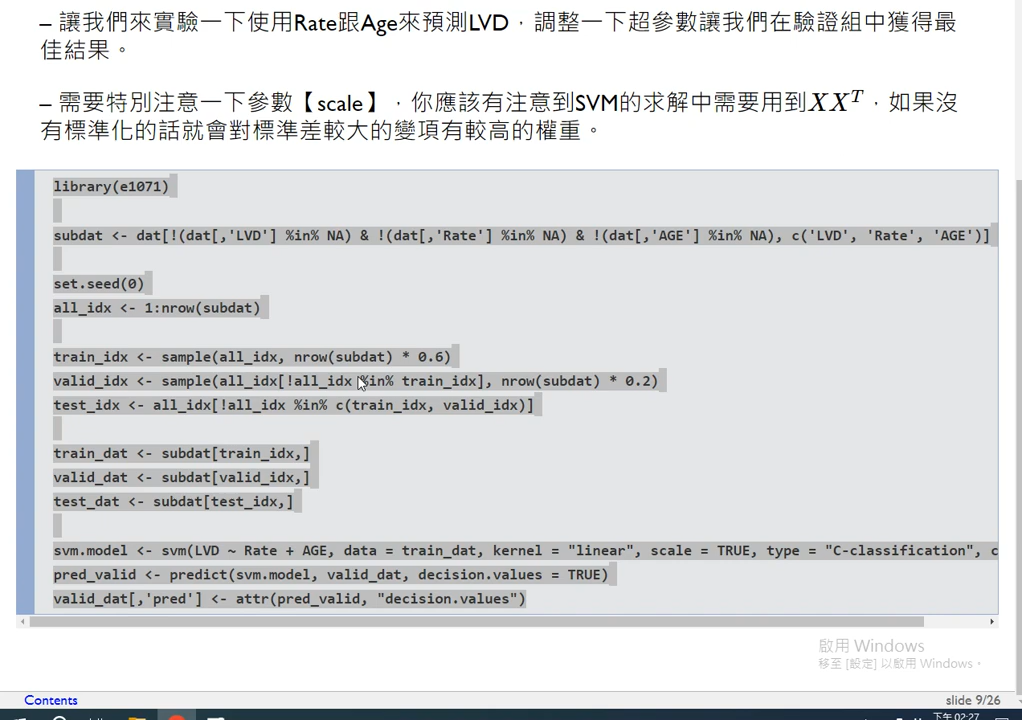 – 讓我們來實驗一下使用Rate跟Age來預測LVD，調整一下超參數讓我們在驗證組中獲得最
佳結果。
– 需要特別注意一下參數【scale】，你應該有注意到SVM的求解中需要用到XXᵀ，如果沒
有標準化的話就會對標準差較大的變項有較高的權重。
library(e1071)
subdat <- dat[!(dat[,'LVD'] %in% NA) & !(dat[,'Rate'] %in% NA) & !(dat[,'AGE'] %in% NA), c('LVD', 'Rate', 'AGE')]
set.seed(0)
all_idx <- 1:nrow(subdat)
train_idx <- sample(all_idx, nrow(subdat) * 0.6)
valid_idx <- sample(all_idx[!all_idx %in% train_idx], nrow(subdat) * 0.2)
test_idx <- all_idx[!all_idx %in% c(train_idx, valid_idx)]
train_dat <- subdat[train_idx,]
valid_dat <- subdat[valid_idx,]
test_dat <- subdat[test_idx,]
svm.model <- svm(LVD ~ Rate + AGE, data = train_dat, kernel = "linear", scale = TRUE, type = "C-classification", c
pred_valid <- predict(svm.model, valid_dat, decision.values = TRUE)
valid_dat[,'pred'] <- attr(pred_valid, "decision.values")
啟用 Windows
移至 [設定] 以啟用 Windows。
Contents
slide 9/26
下午 02:27